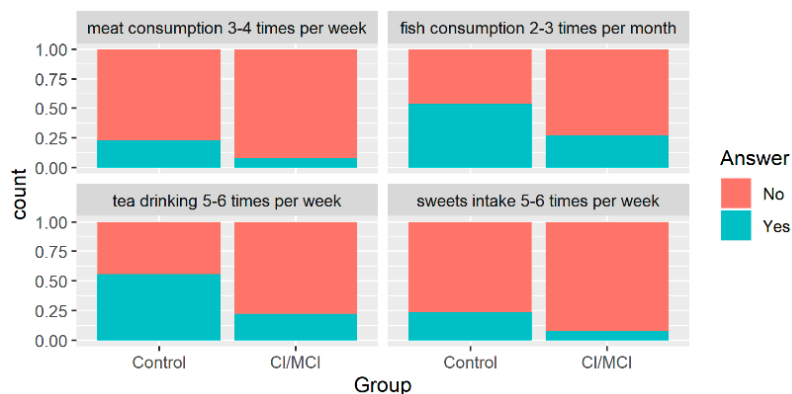 meat consumption 3-4 times per week
fish consumption 2-3 times per month
1.00
0.75
0.50
0.25
0.00
tea drinking 5-6 times per week
sweets intake 5-6 times per week
1.00
0.75
0.50
0.25
0.00
count
Control
CI/MCI
Control
CI/MCI
Group
Answer
No
Yes